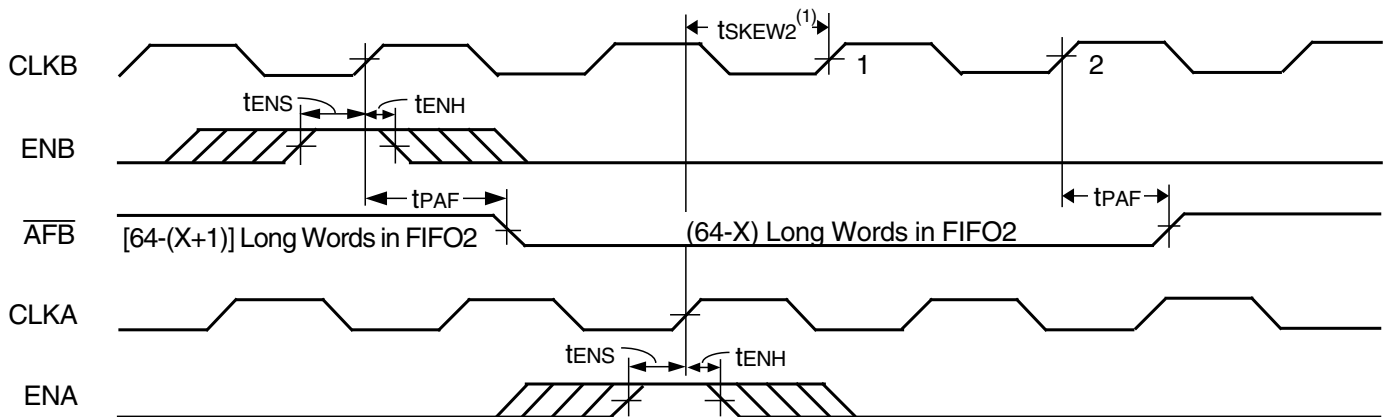 tSKEW2(1)
CLKB
1
2
tENS
tENH
ENB
tPAF
tPAF
AFB
[64-(X+1)] Long Words in FIFO2
(64-X) Long Words in FIFO2
CLKA
tENS
tENH
ENA